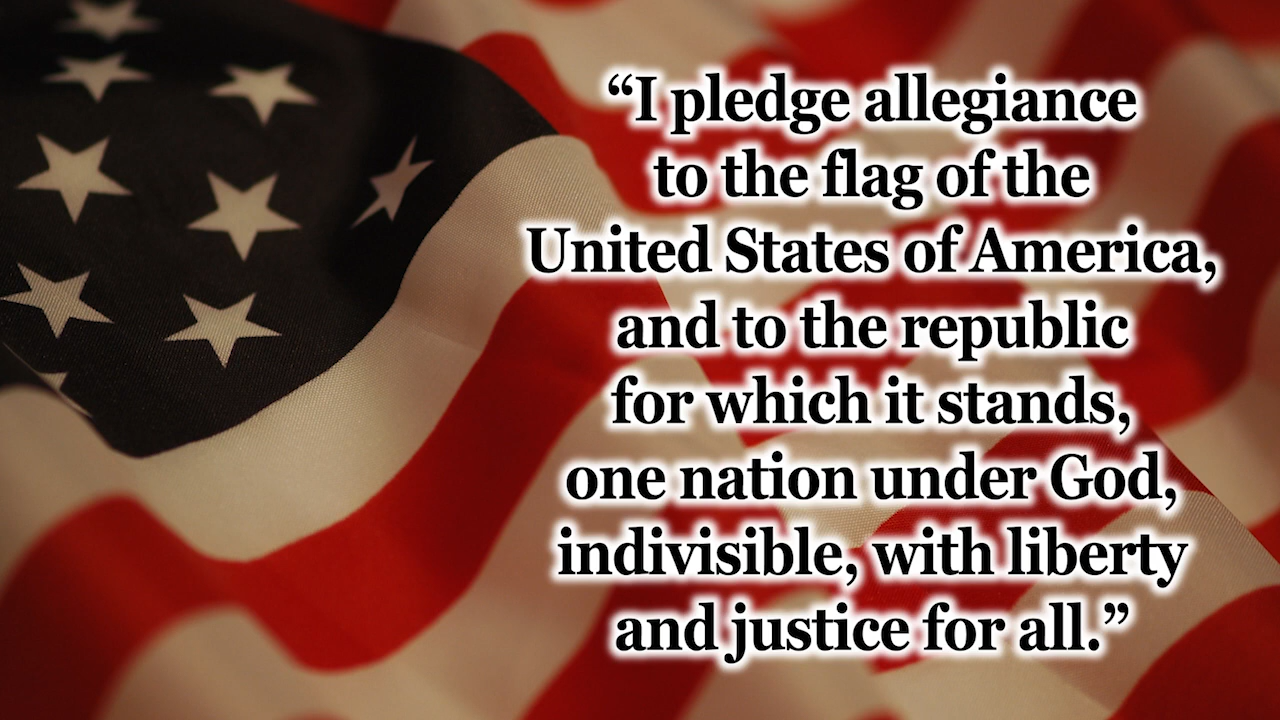 “I pledge allegiance
to the flag of the
United States of America,
and to the republic
for which it stands,
one nation under God,
indivisible, with liberty
and justice for all.”